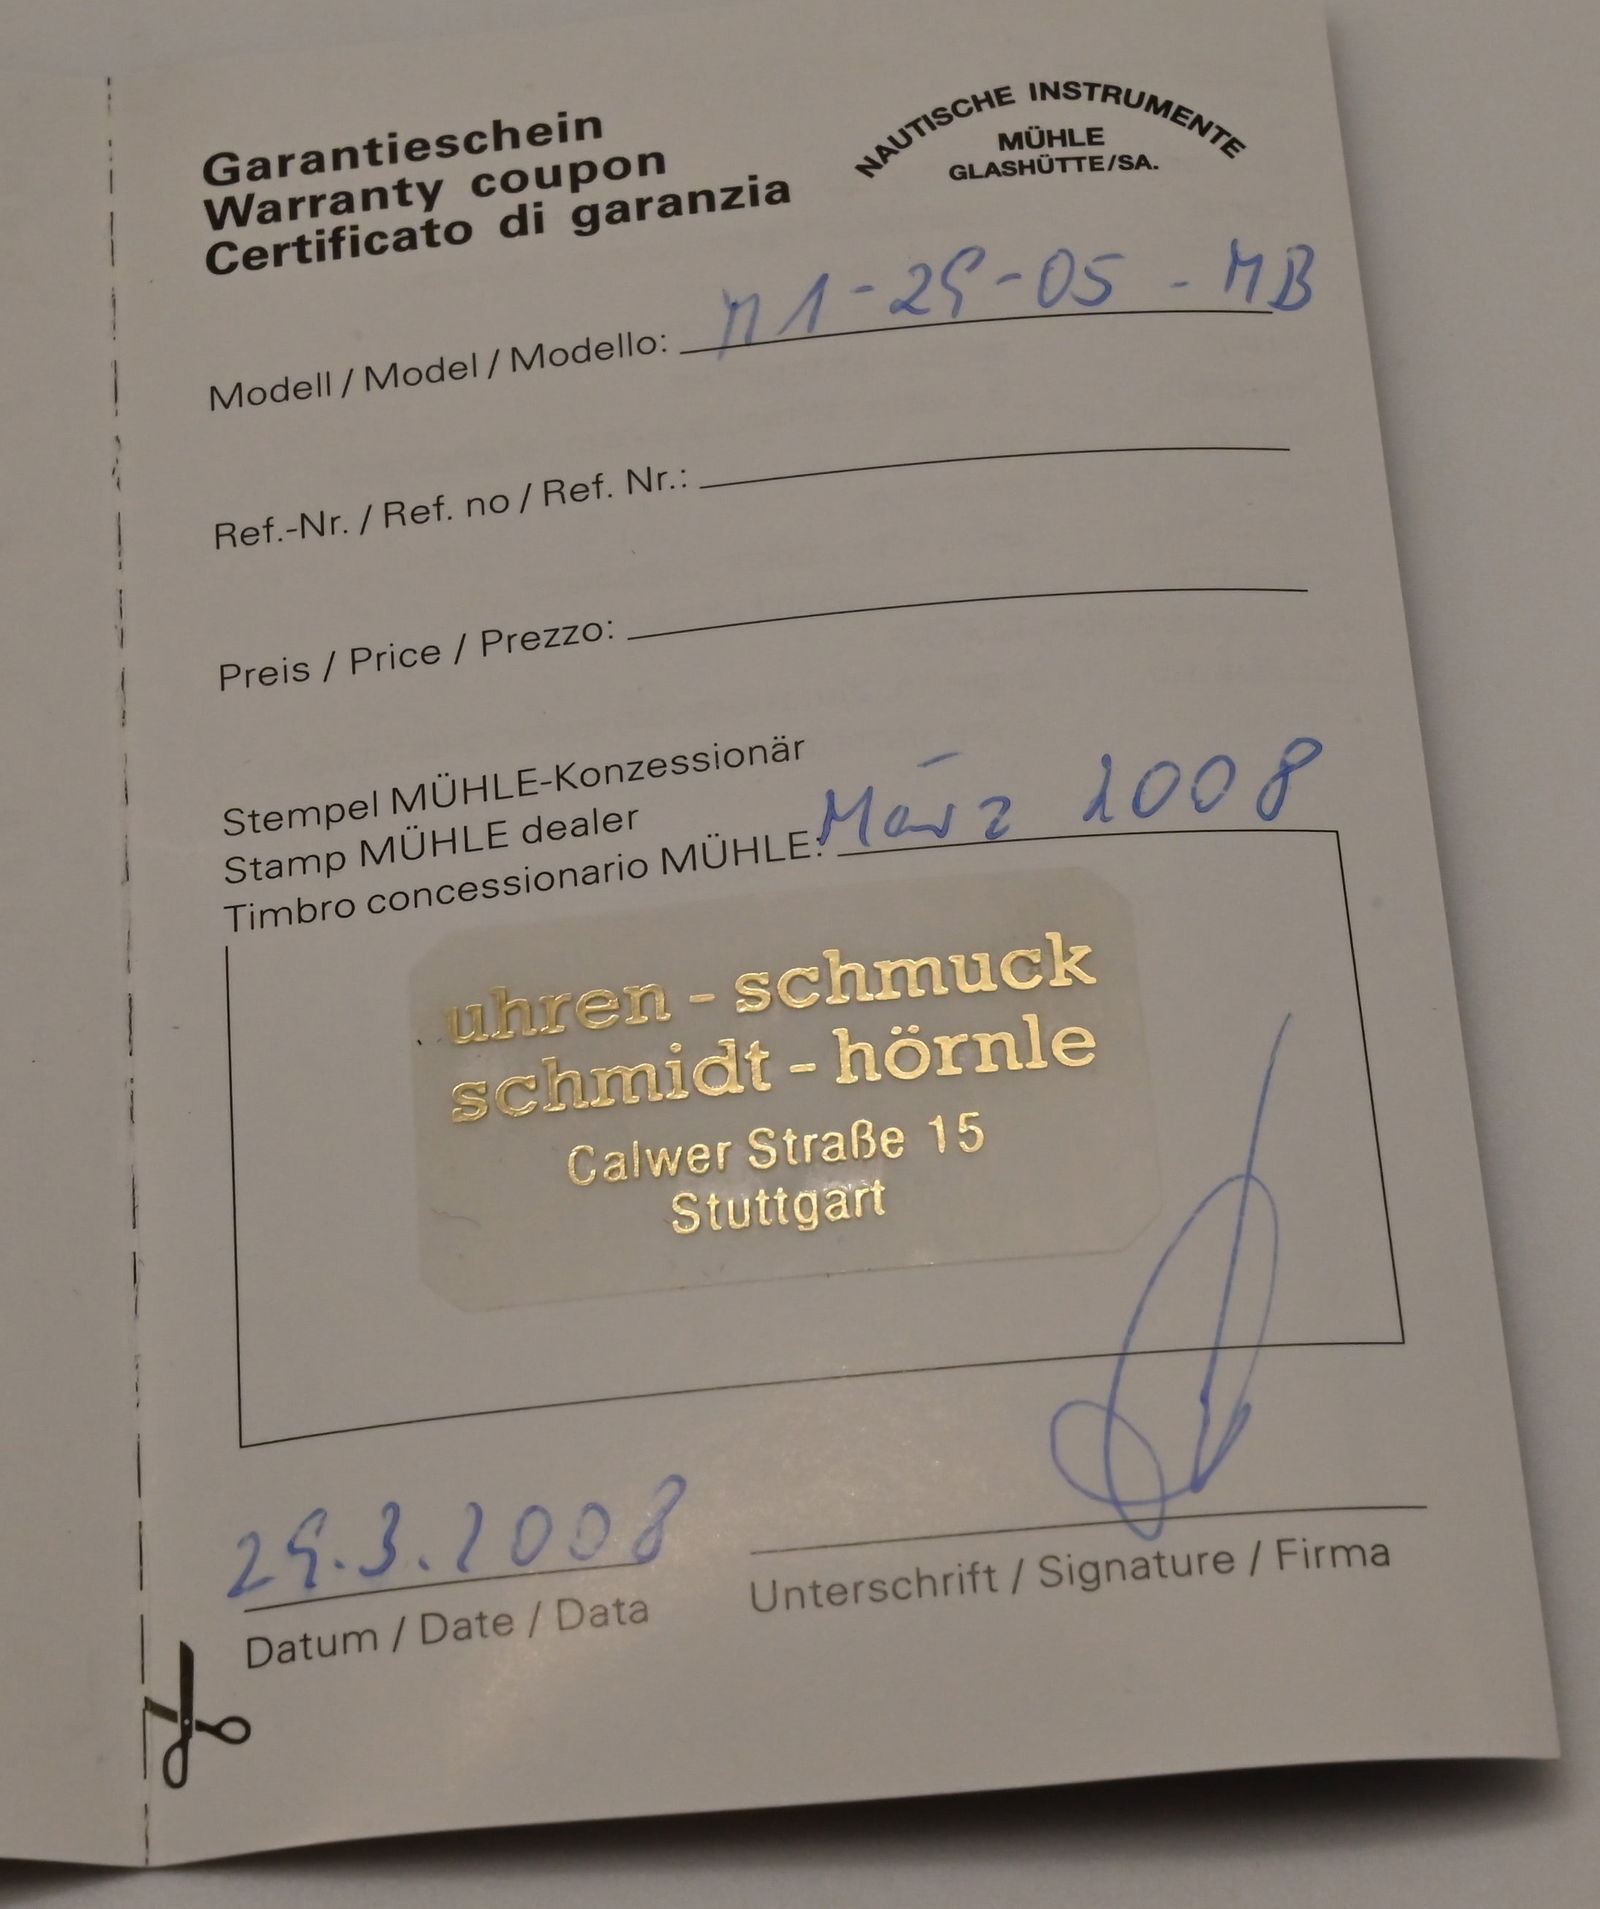 Garantieschein
Warranty coupon
Certificato di garanzia
NAUTISCHE INSTRUMENTE
MÜHLE
GLASHÜTTE/SA.
Modell / Model / Modello: M1-29-05-MB
Ref.-Nr. / Ref. no / Ref. Nr.:
Preis / Price / Prezzo:
Stempel MÜHLE-Konzessionär
Stamp MÜHLE dealer
Timbro concessionario MÜHLE: März 2008
uhren - schmuck
schmidt - hörnle
Calwer Straße 15
Stuttgart
29.3.2008
Datum / Date / Data
Unterschrift / Signature / Firma